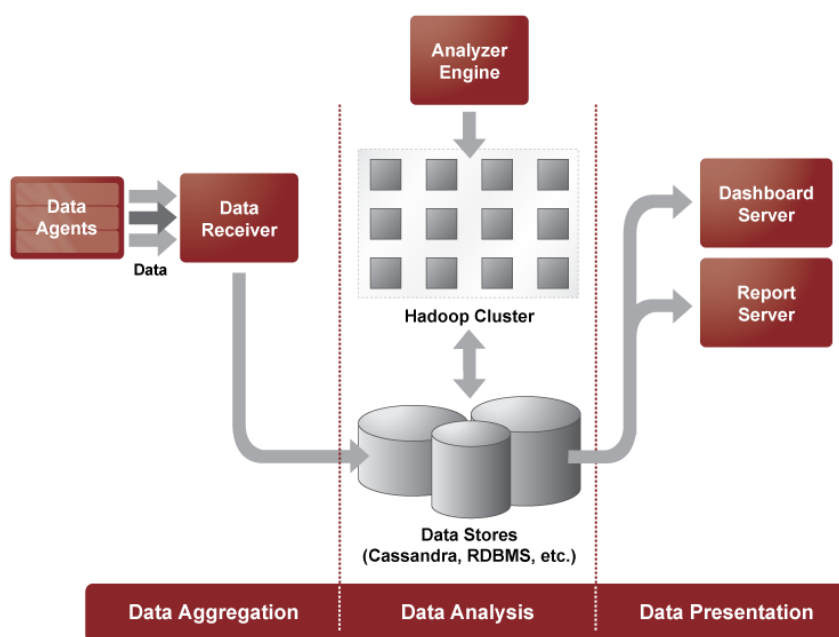 Analyzer
Engine
Data
Agents
Data
Data
Receiver
Hadoop Cluster
Dashboard
Server
Report
Server
Data Stores
(Cassandra, RDBMS, etc.)
Data Aggregation
Data Analysis
Data Presentation